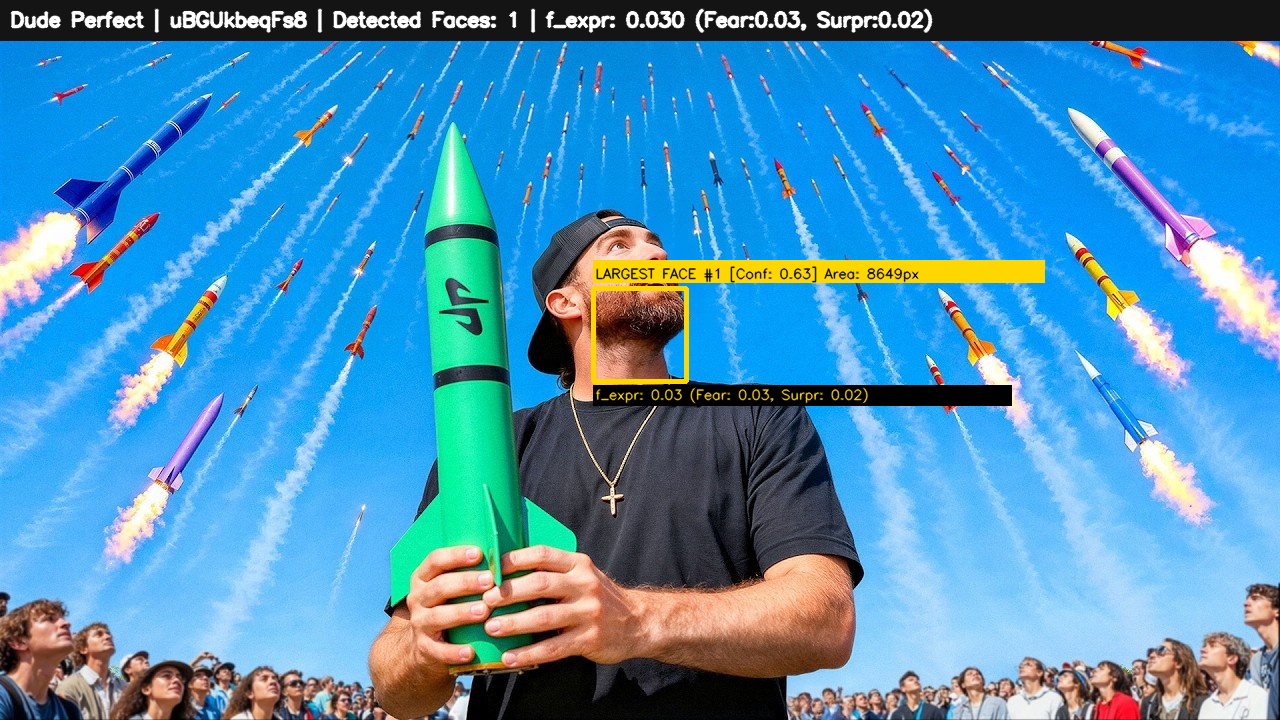 Dude Perfect | uBGUkbeqFs8 | Detected Faces: 1 | f_expr: 0.030 (Fear:0.03, Surpr:0.02)
LARGEST FACE #1 [Conf: 0.63] Area: 8649px
f_expr: 0.03 (Fear: 0.03, Surpr: 0.02)